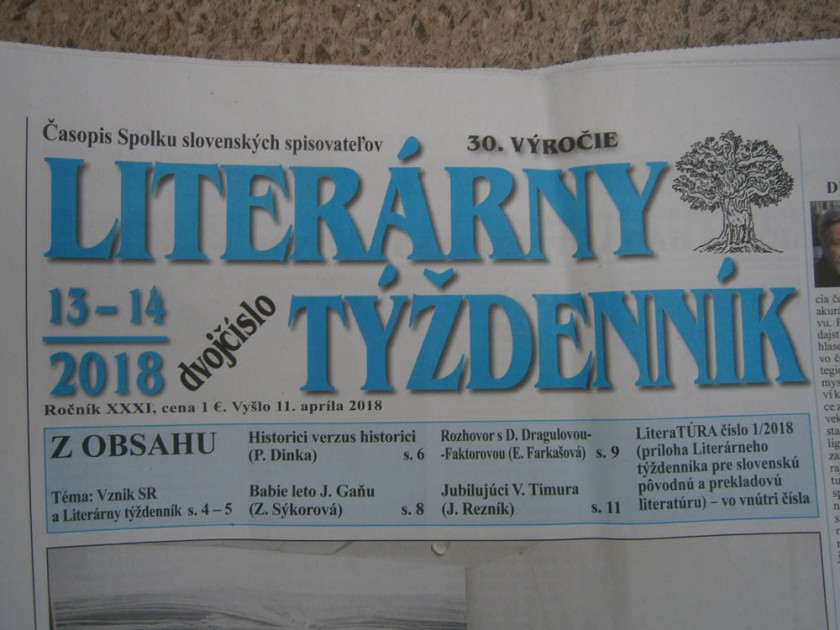 Časopis Spolku slovenských spisovateľov
30. VÝROČIE
LITERÁRNY
TÝŽDENNÍK
13 – 14
2018
dvojčíslo
Ročník XXXI, cena 1 €. Vyšlo 11. apríla 2018
Z OBSAHU
Téma: Vznik SR
a Literárny týždenník s. 4 – 5
Historici verzus historici
(P. Dinka) s. 6
Babie leto J. Gaňu
(Z. Sýkorová) s. 8
Rozhovor s D. Dragulovou-
-Faktorovou (E. Farkašová) s. 9
Jubilujúci V. Timura
(J. Rezník) s. 11
LiteraTÚRA číslo 1/2018
(príloha Literárneho
týždenníka pre slovenskú
pôvodnú a prekladovú
literatúru) – vo vnútri čísla